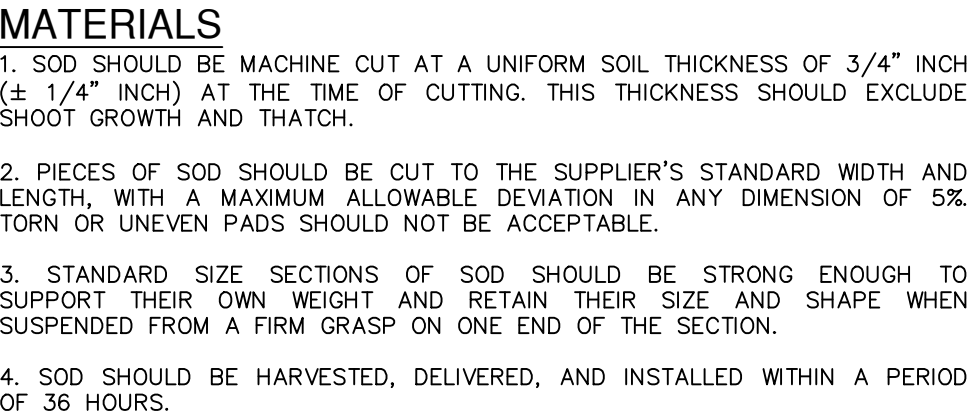 MATERIALS
1. SOD SHOULD BE MACHINE CUT AT A UNIFORM SOIL THICKNESS OF 3/4” INCH
(± 1/4” INCH) AT THE TIME OF CUTTING. THIS THICKNESS SHOULD EXCLUDE
SHOOT GROWTH AND THATCH.
2. PIECES OF SOD SHOULD BE CUT TO THE SUPPLIER’S STANDARD WIDTH AND
LENGTH, WITH A MAXIMUM ALLOWABLE DEVIATION IN ANY DIMENSION OF 5%.
TORN OR UNEVEN PADS SHOULD NOT BE ACCEPTABLE.
3. STANDARD SIZE SECTIONS OF SOD SHOULD BE STRONG ENOUGH TO
SUPPORT THEIR OWN WEIGHT AND RETAIN THEIR SIZE AND SHAPE WHEN
SUSPENDED FROM A FIRM GRASP ON ONE END OF THE SECTION.
4. SOD SHOULD BE HARVESTED, DELIVERED, AND INSTALLED WITHIN A PERIOD
OF 36 HOURS.